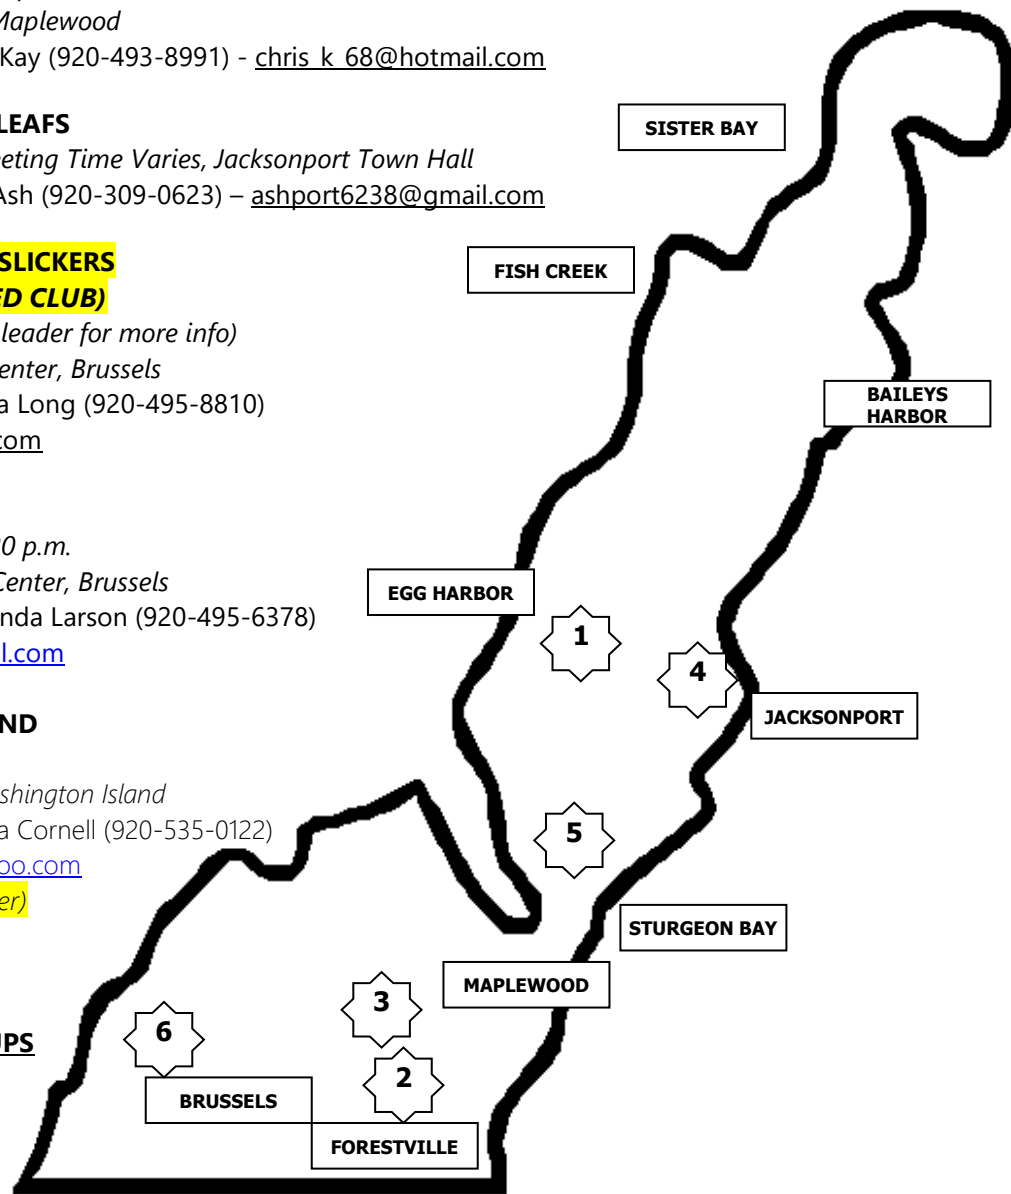 Maplewood
Kay (920-493-8991) - chris_k_68@hotmail.com
LEAFS
eting Time Varies, Jacksonport Town Hall
Ash (920-309-0623) – ashport6238@gmail.com
SLICKERS
ED CLUB)
leader for more info)
enter, Brussels
a Long (920-495-8810)
.com
0 p.m.
Center, Brussels
nda Larson (920-495-6378)
l.com
ND
shington Island
a Cornell (920-535-0122)
oo.com
er)
UPS
SISTER BAY
FISH CREEK
BAILEYS
HARBOR
EGG HARBOR
1
4
JACKSONPORT
5
STURGEON BAY
MAPLEWOOD
3
6
2
BRUSSELS
FORESTVILLE